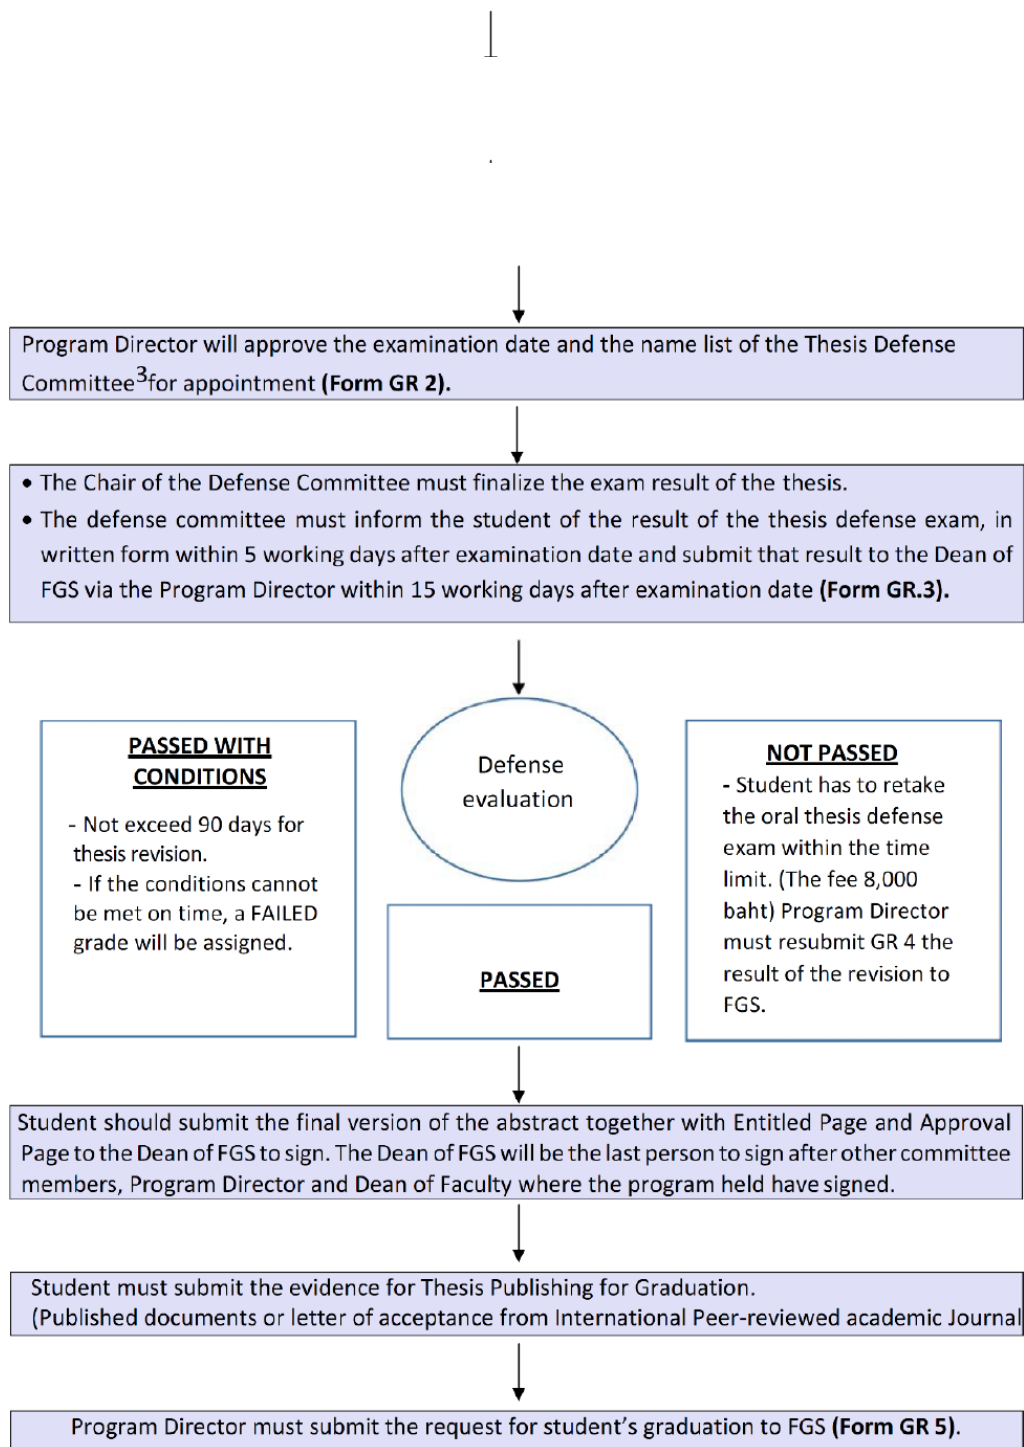 Program Director will approve the examination date and the name list of the Thesis Defense
Committee3for appointment (Form GR 2).
• The Chair of the Defense Committee must finalize the exam result of the thesis.
• The defense committee must inform the student of the result of the thesis defense exam, in
written form within 5 working days after examination date and submit that result to the Dean of
FGS via the Program Director within 15 working days after examination date (Form GR.3).
Defense
evaluation
PASSED WITH
CONDITIONS
- Not exceed 90 days for
thesis revision.
- If the conditions cannot
be met on time, a FAILED
grade will be assigned.
PASSED
NOT PASSED
- Student has to retake
the oral thesis defense
exam within the time
limit. (The fee 8,000
baht) Program Director
must resubmit GR 4 the
result of the revision to
FGS.
Student should submit the final version of the abstract together with Entitled Page and Approval
Page to the Dean of FGS to sign. The Dean of FGS will be the last person to sign after other committee
members, Program Director and Dean of Faculty where the program held have signed.
Student must submit the evidence for Thesis Publishing for Graduation.
(Published documents or letter of acceptance from International Peer-reviewed academic Journal
Program Director must submit the request for student's graduation to FGS (Form GR 5).